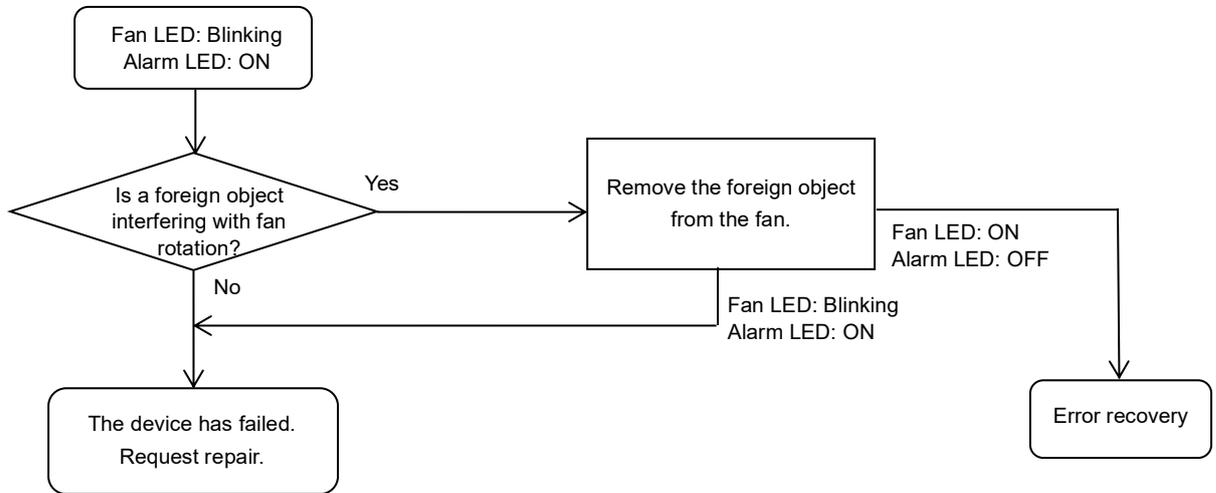 Fan LED: Blinking
Alarm LED: ON
Is a foreign object
interfering with fan
rotation?
Yes
Remove the foreign object
from the fan.
Fan LED: ON
Alarm LED: OFF
No
Fan LED: Blinking
Alarm LED: ON
The device has failed.
Request repair.
Error recovery